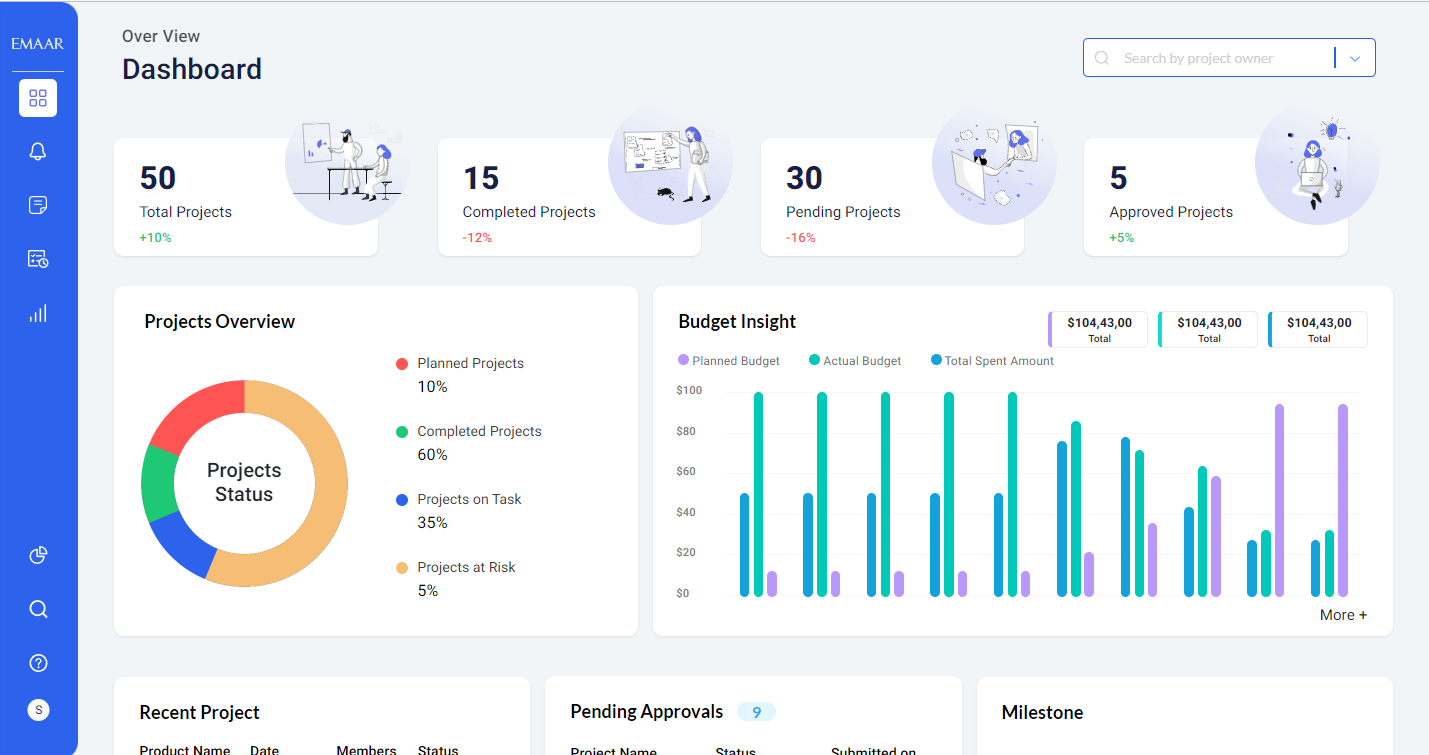 EMAAR
Over View
Dashboard
Search by project owner
50
Total Projects
+10%
15
Completed Projects
-12%
30
Pending Projects
-16%
5
Approved Projects
+5%
Projects Overview
Projects
Status
Planned Projects
10%
Completed Projects
60%
Projects on Task
35%
Projects at Risk
5%
Budget Insight
$104,43,00
Total
$104,43,00
Total
$104,43,00
Total
Planned Budget
Actual Budget
Total Spent Amount
$100
$80
$60
$40
$20
$0
More +
S
Recent Project
Product Name Date Members Status
Pending Approvals 9
Project Name Status Submitted on
Milestone